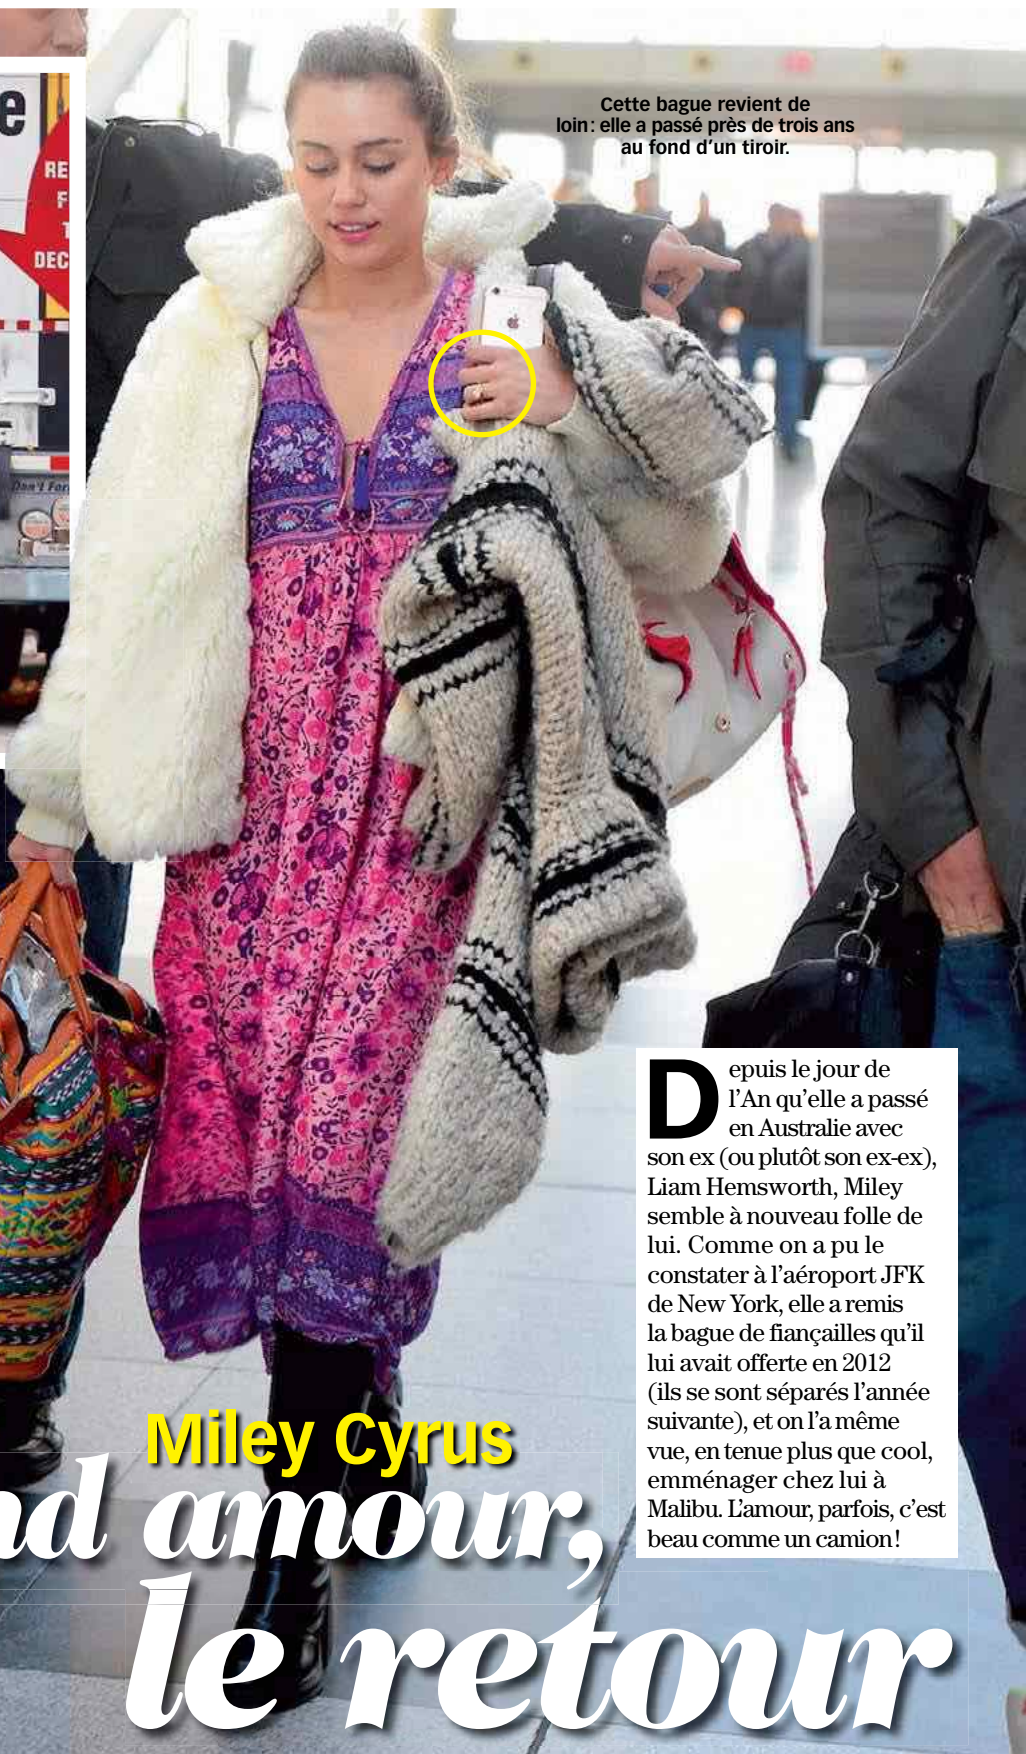 e
RE
F
T
DEC
Don't For
Cette bague revient de
loin : elle a passé près de trois ans
au fond d'un tiroir.
Depuis le jour de
l'An qu'elle a passé
en Australie avec
son ex (ou plutôt son ex-ex),
Liam Hemsworth, Miley
semble à nouveau folle de
lui. Comme on a pu le
constater à l'aéroport JFK
de New York, elle a remis
la bague de fiançailles qu'il
lui avait offerte en 2012
(ils se sont séparés l'année
suivante), et on l'a même
vue, en tenue plus que cool,
emménager chez lui à
Malibu. L'amour, parfois, c'est
beau comme un camion !
Miley Cyrus
nd amour,
le retour